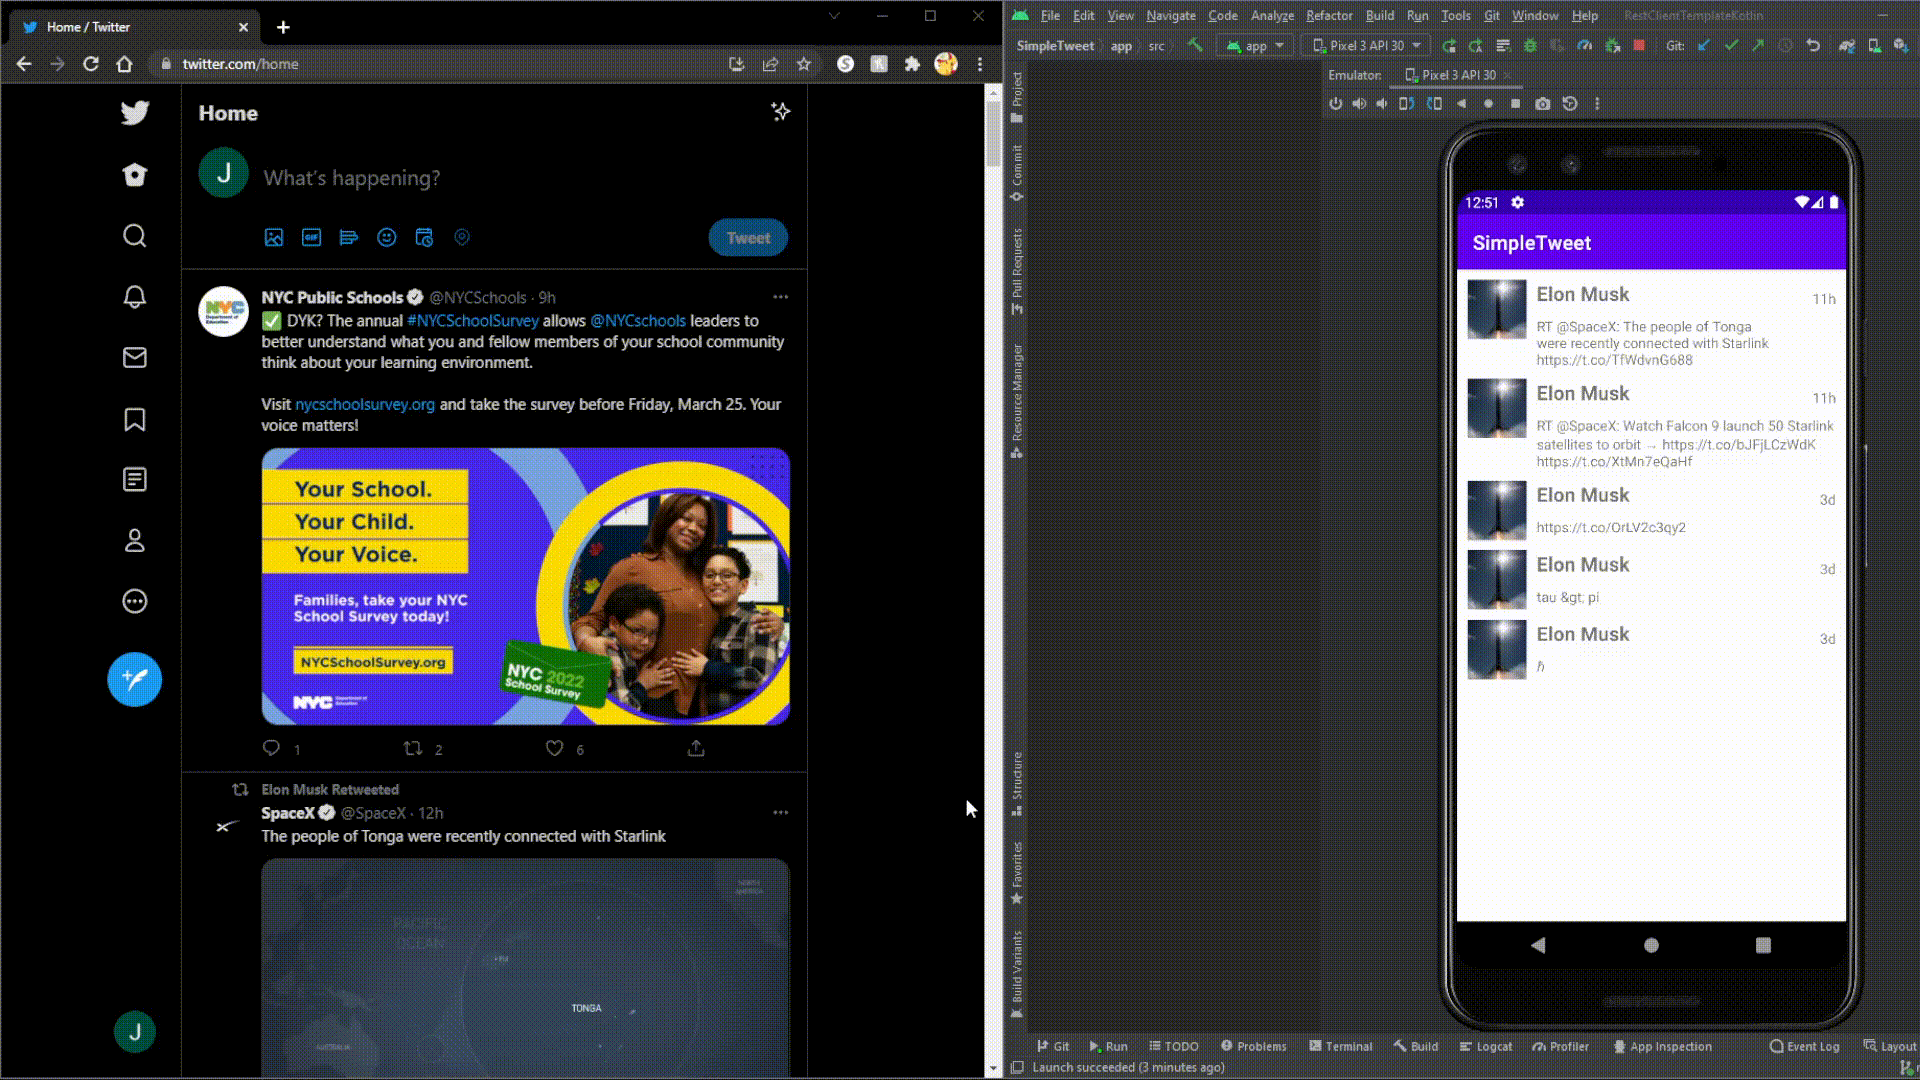 Home / Twitter
twitter.com/home
Home
J
What's happening?
GIF
Tweet
NYC Public Schools @NYCSchools · 9h
✅ DYK? The annual #NYCSchoolSurvey allows @NYCschools leaders to
better understand what you and fellow members of your school community
think about your learning environment.
Visit nycschoolsurvey.org and take the survey before Friday, March 25. Your
voice matters!
Your School.
Your Child.
Your Voice.
Families, take your NYC
School Survey today!
NYCSchoolSurvey.org
NYC Department of
Education
NYC 2022
School Survey
1
2
6
Elon Musk Retweeted
SpaceX @SpaceX · 12h
The people of Tonga were recently connected with Starlink
NORTH
AMERICA
PACIFIC
OCEAN
FIJI
TONGA
AUSTRALIA
J
File Edit View Navigate Code Analyze Refactor Build Run Tools Git Window Help RestClientTemplateKotlin
SimpleTweet app src app Pixel 3 API 30 Git:
Emulator: Pixel 3 API 30
Project
Commit
Pull Requests
Resource Manager
Structure
Favorites
Build Variants
12:51
SimpleTweet
Elon Musk 11h
RT @SpaceX: The people of Tonga
were recently connected with Starlink
https://t.co/TfWdvnG688
Elon Musk 11h
RT @SpaceX: Watch Falcon 9 launch 50 Starlink
satellites to orbit → https://t.co/bJFjLCzWdK
https://t.co/XtMn7eQaHf
Elon Musk 3d
https://t.co/OrLV2c3qy2
Elon Musk 3d
tau &gt; pi
Elon Musk 3d
ℏ
Git Run TODO Problems Terminal Build Logcat Profiler App Inspection Event Log Layout
Launch succeeded (3 minutes ago)